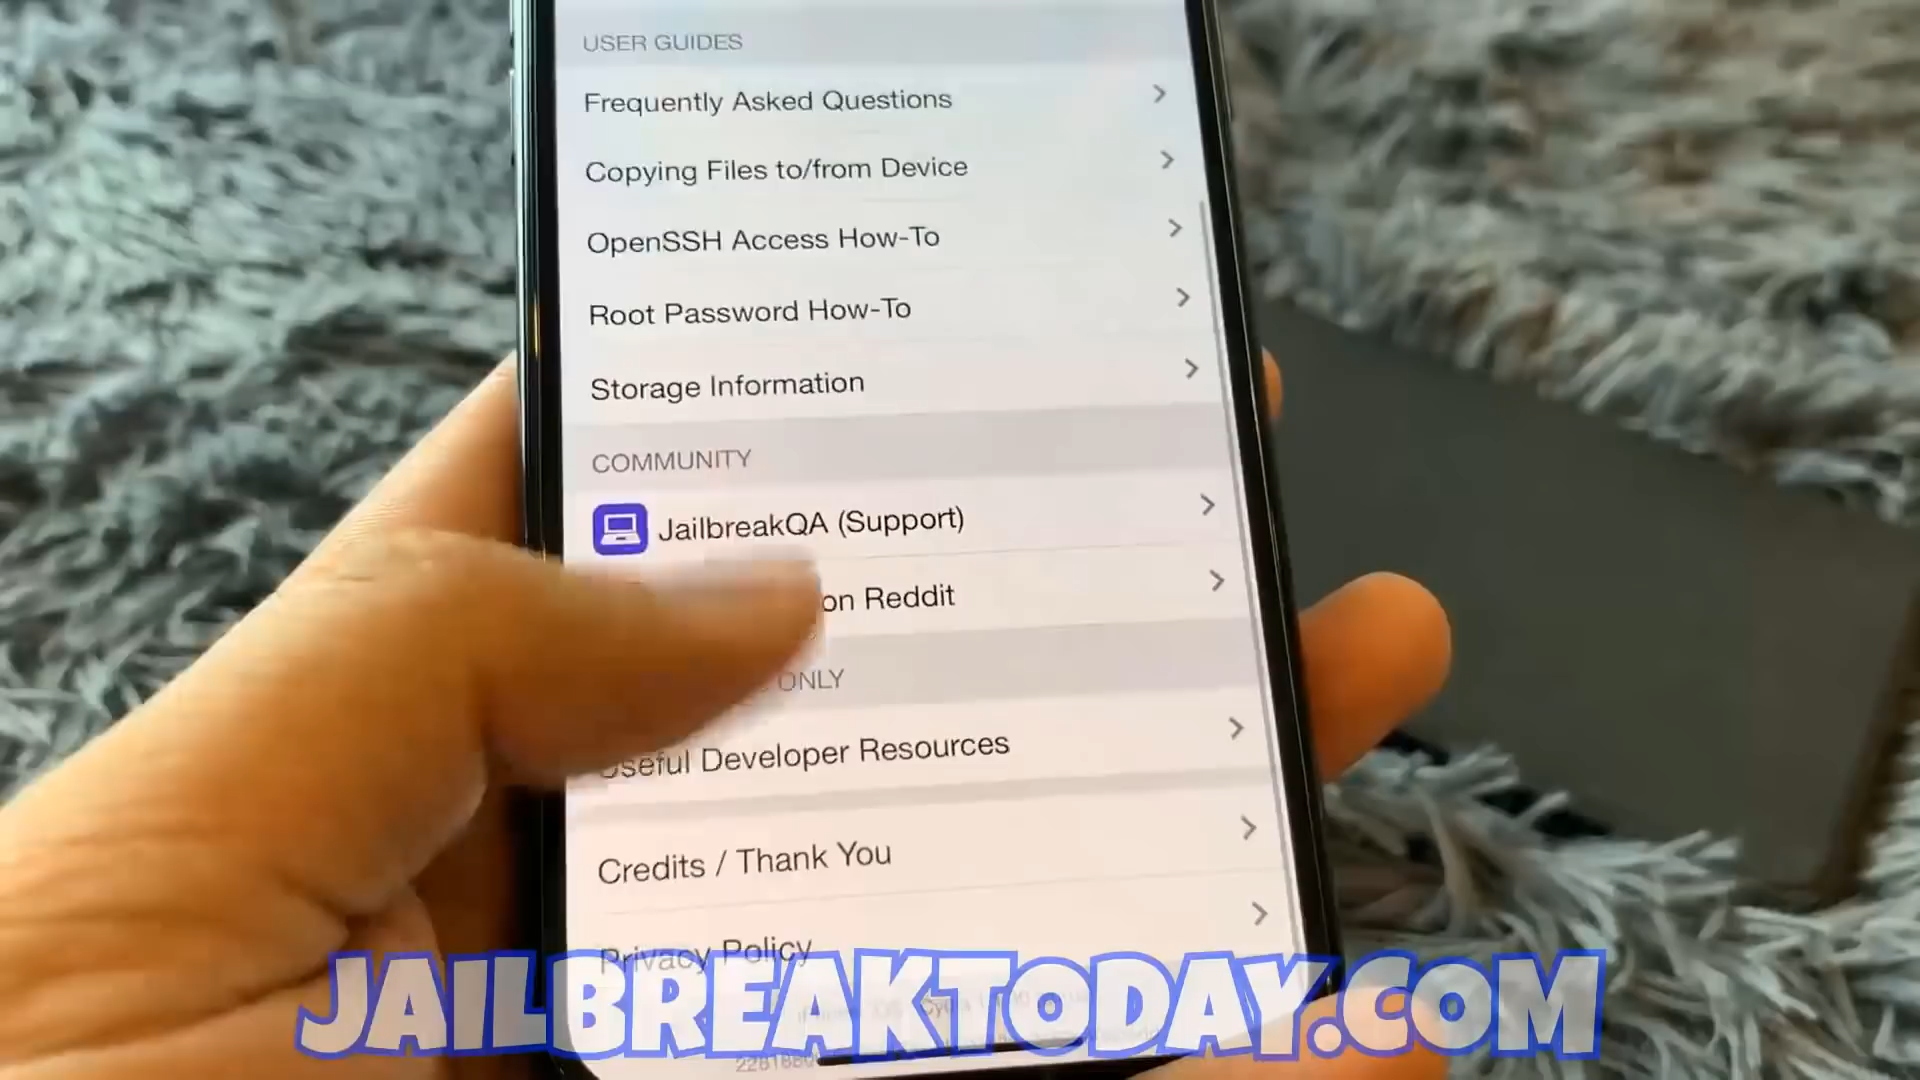 USER GUIDES
Frequently Asked Questions
Copying Files to/from Device
OpenSSH Access How-To
Root Password How-To
Storage Information
COMMUNITY
JailbreakQA (Support)
on Reddit
ONLY
Useful Developer Resources
Credits / Thank You
Privacy Policy
JAILBREAKTODAY.COM